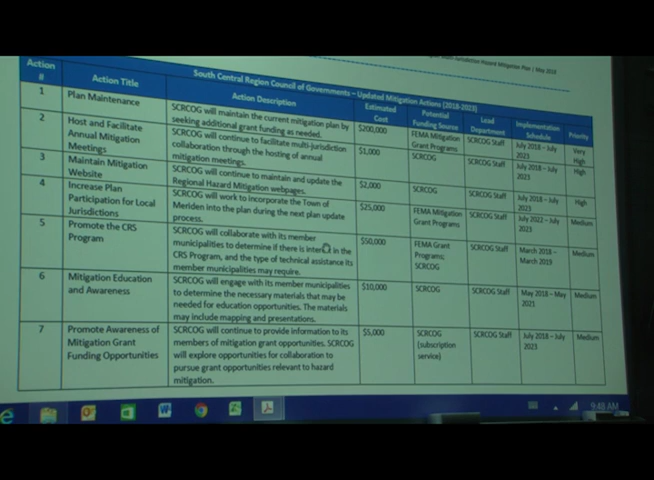 Multi-Jurisdiction Hazard Mitigation Plan | May 2018
South Central Region Council of Governments – Updated Mitigation Actions (2018-2023)
Action
#
Action Title
Action Description
Estimated
Cost
Potential
Funding Source
Lead
Department
Implementation
Schedule
Priority
1
Plan Maintenance
SCRCOG will maintain the current mitigation plan by
seeking additional grant funding as needed.
$200,000
FEMA Mitigation
Grant Programs
SCRCOG Staff
July 2018 – July
2023
Very
High
2
Host and Facilitate
Annual Mitigation
Meetings
SCRCOG will continue to facilitate multi-jurisdiction
collaboration through the hosting of annual
mitigation meetings.
$1,000
SCRCOG
SCRCOG Staff
July 2018 – July
2023
High
3
Maintain Mitigation
Website
SCRCOG will continue to maintain and update the
Regional Hazard Mitigation webpages.
$2,000
SCRCOG
SCRCOG Staff
July 2018 – July
2023
High
4
Increase Plan
Participation for Local
Jurisdictions
SCRCOG will work to incorporate the Town of
Meriden into the plan during the next plan update
process.
$25,000
FEMA Mitigation
Grant Programs
SCRCOG Staff
July 2022 – July
2023
Medium
5
Promote the CRS
Program
SCRCOG will collaborate with its member
municipalities to determine if there is interest in the
CRS Program, and the type of technical assistance its
member municipalities may require.
$50,000
FEMA Grant
Programs;
SCRCOG
SCRCOG Staff
March 2018 –
March 2019
Medium
6
Mitigation Education
and Awareness
SCRCOG will engage with its member municipalities
to determine the necessary materials that may be
needed for education opportunities. The materials
may include mapping and presentations.
$10,000
SCRCOG
SCRCOG Staff
May 2018 – May
2021
Medium
7
Promote Awareness of
Mitigation Grant
Funding Opportunities
SCRCOG will continue to provide information to its
members of mitigation grant opportunities. SCRCOG
will explore opportunities for collaboration to
pursue grant opportunities relevant to hazard
mitigation.
$5,000
SCRCOG
(subscription
service)
SCRCOG Staff
July 2018 – July
2023
Medium
9:48 AM